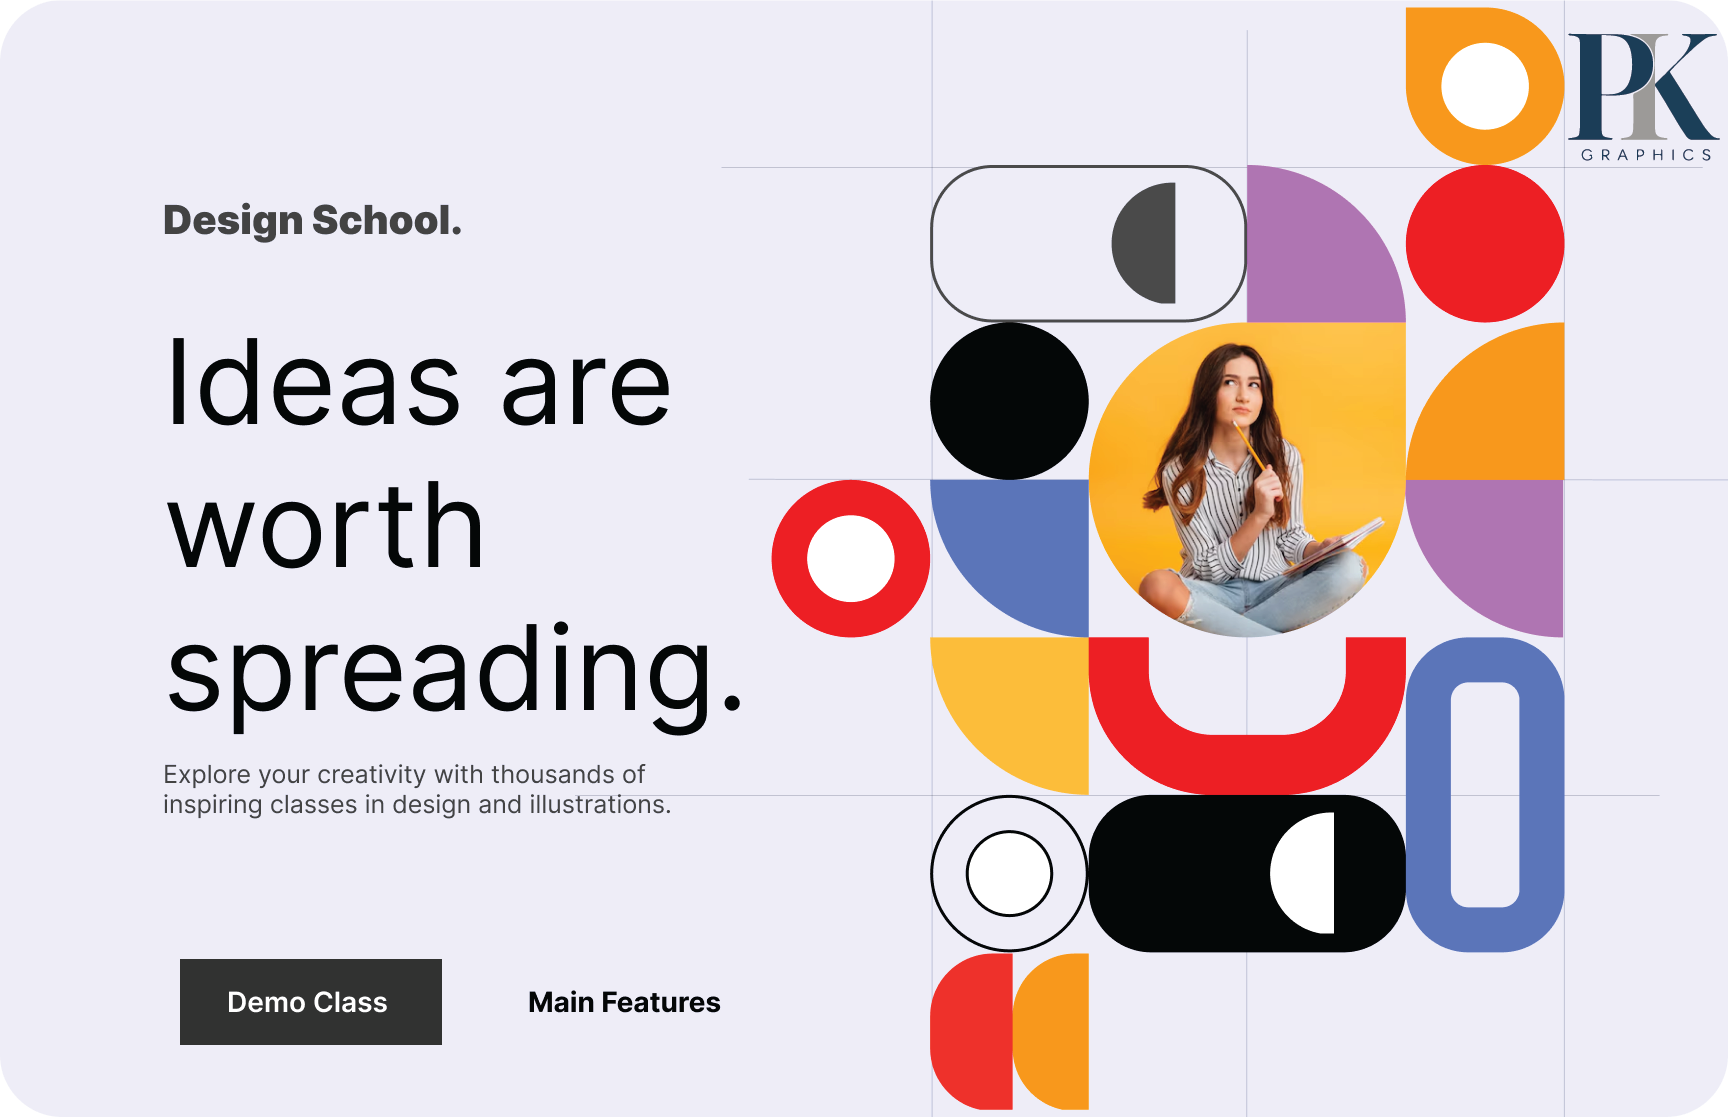 PK
GRAPHICS
Design School.
Ideas are
worth
spreading.
Explore your creativity with thousands of
inspiring classes in design and illustrations.
Demo Class
Main Features